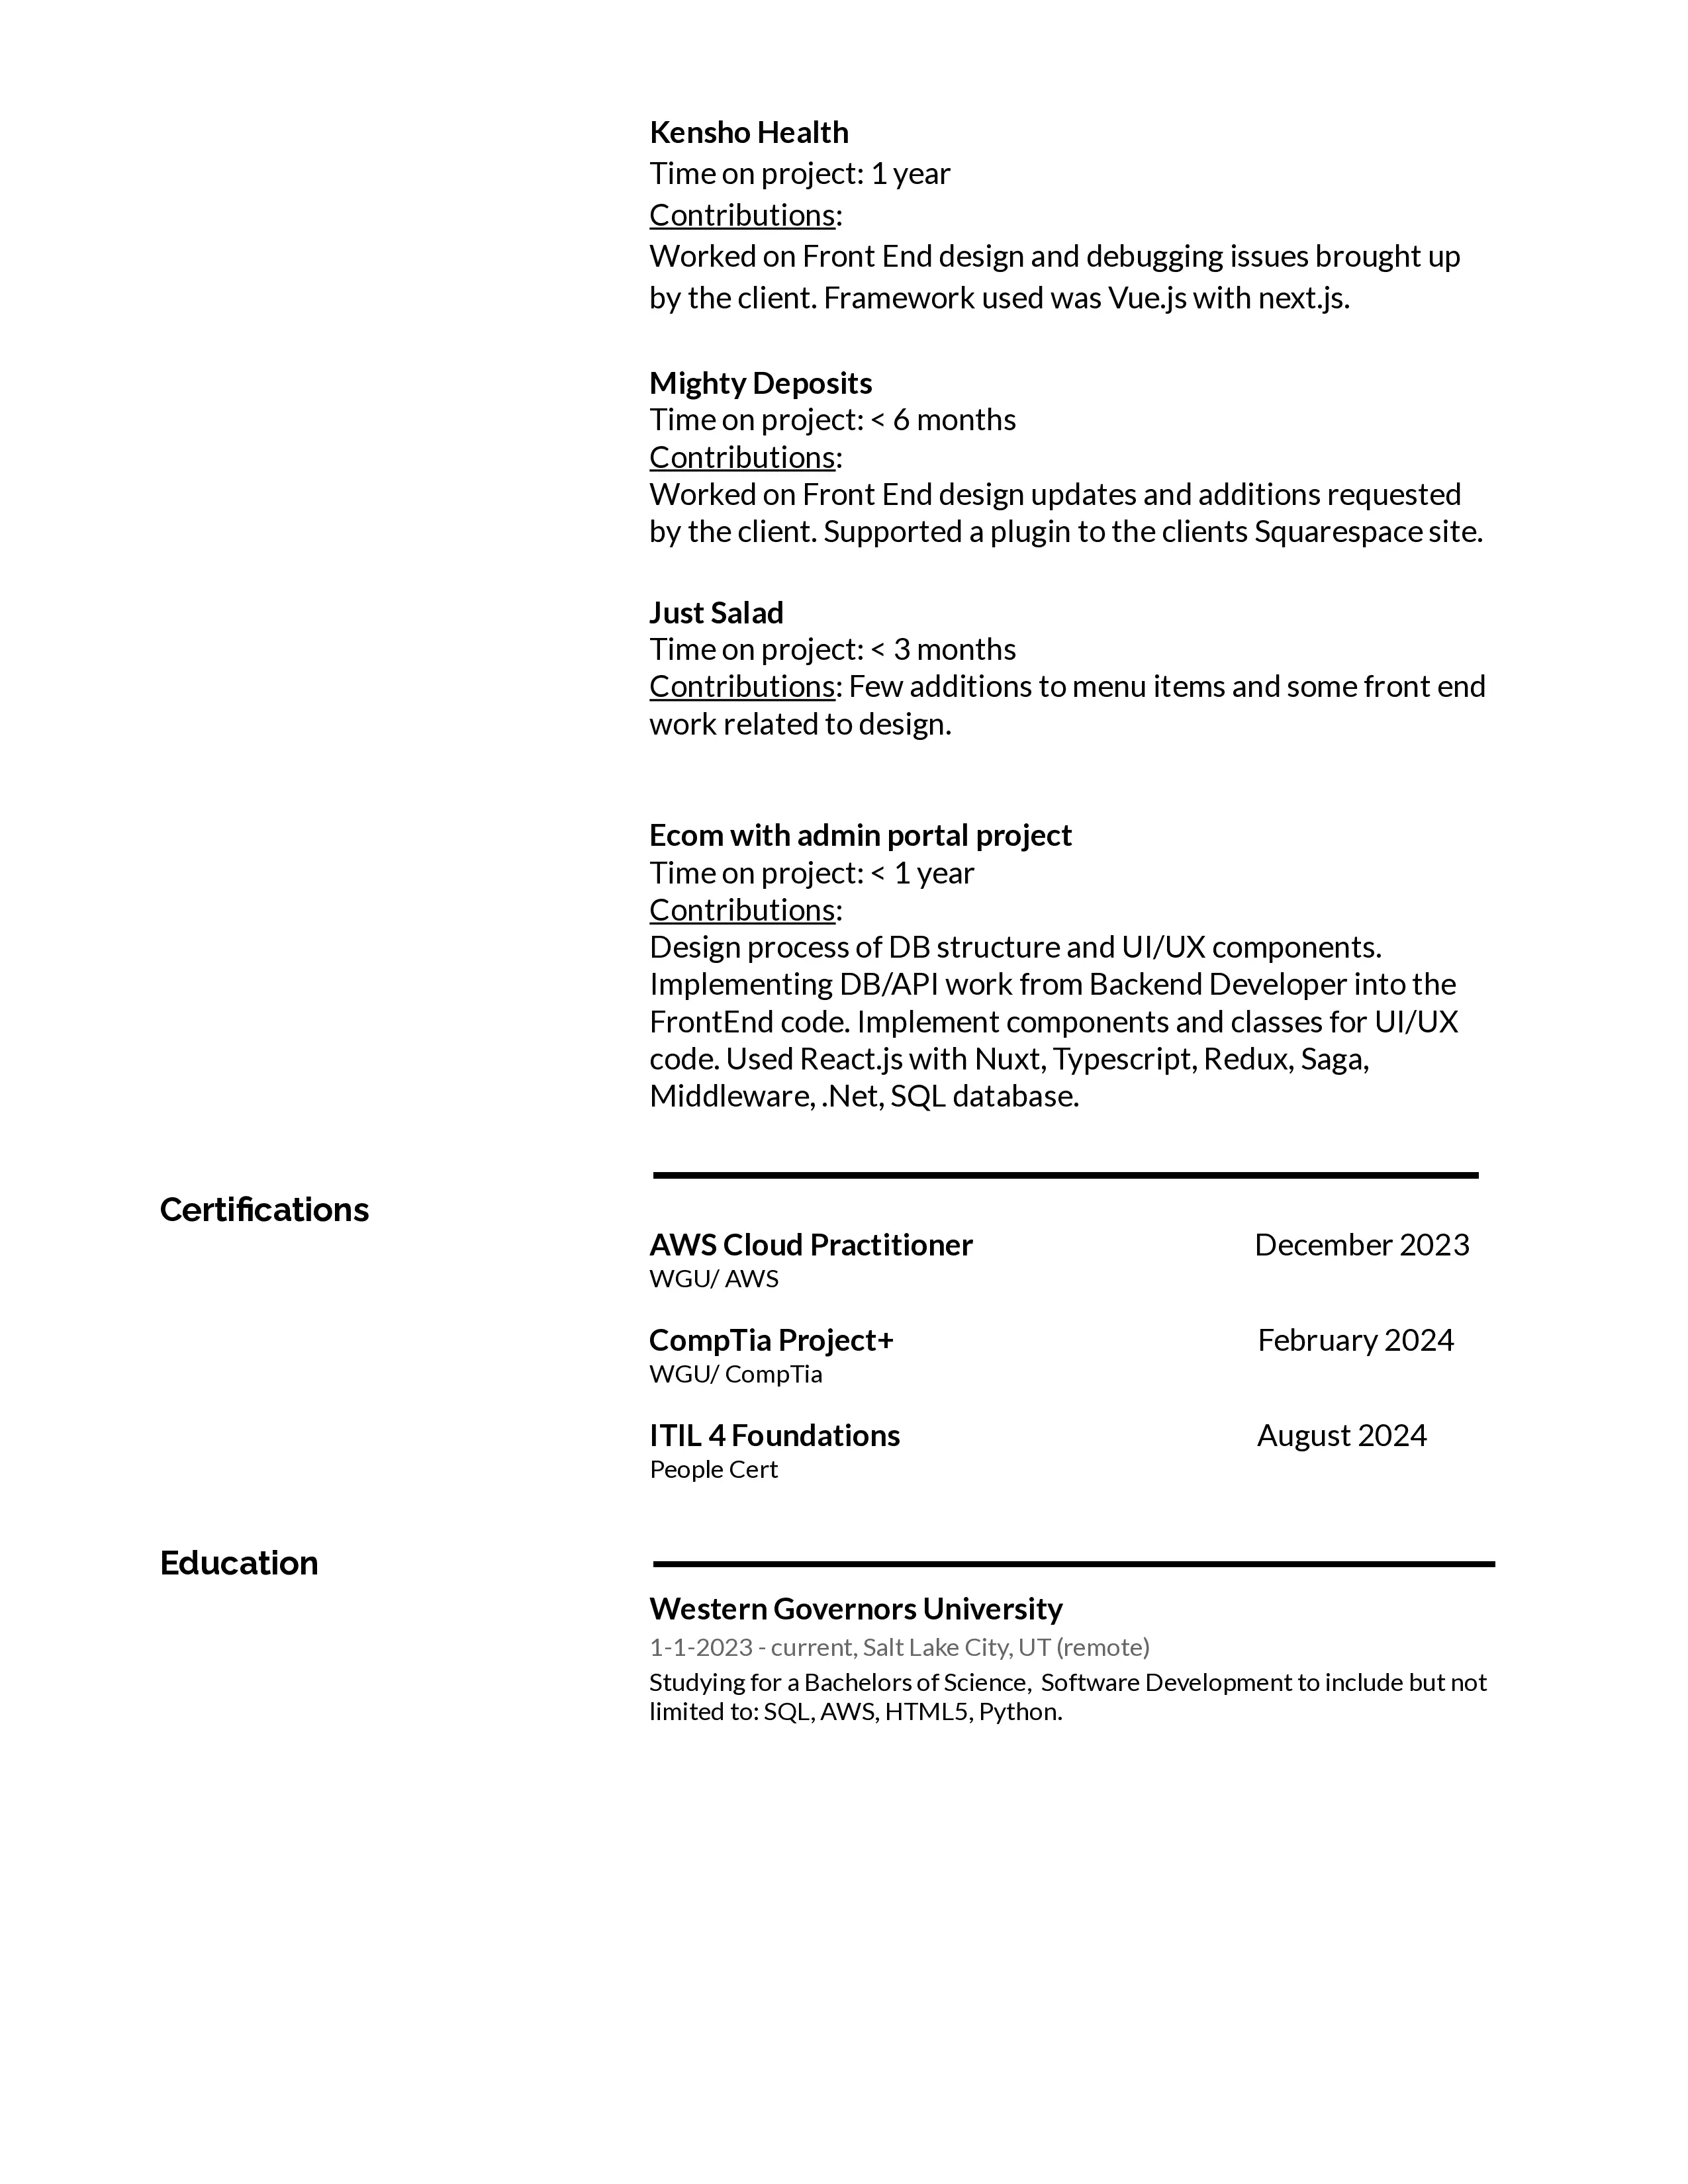 Kensho Health
Time on project: 1 year
Contributions:
Worked on Front End design and debugging issues brought up
by the client. Framework used was Vue.js with next.js.
Mighty Deposits
Time on project: < 6 months
Contributions:
Worked on Front End design updates and additions requested
by the client. Supported a plugin to the clients Squarespace site.
Just Salad
Time on project: < 3 months
Contributions: Few additions to menu items and some front end
work related to design.
Ecom with admin portal project
Time on project: < 1 year
Contributions:
Design process of DB structure and UI/UX components.
Implementing DB/API work from Backend Developer into the
FrontEnd code. Implement components and classes for UI/UX
code. Used React.js with Nuxt, Typescript, Redux, Saga,
Middleware, .Net, SQL database.
Certifications
AWS Cloud Practitioner December 2023
WGU/ AWS
CompTia Project+ February 2024
WGU/ CompTia
ITIL 4 Foundations August 2024
People Cert
Education
Western Governors University
1-1-2023 - current, Salt Lake City, UT (remote)
Studying for a Bachelors of Science,  Software Development to include but not
limited to: SQL, AWS, HTML5, Python.